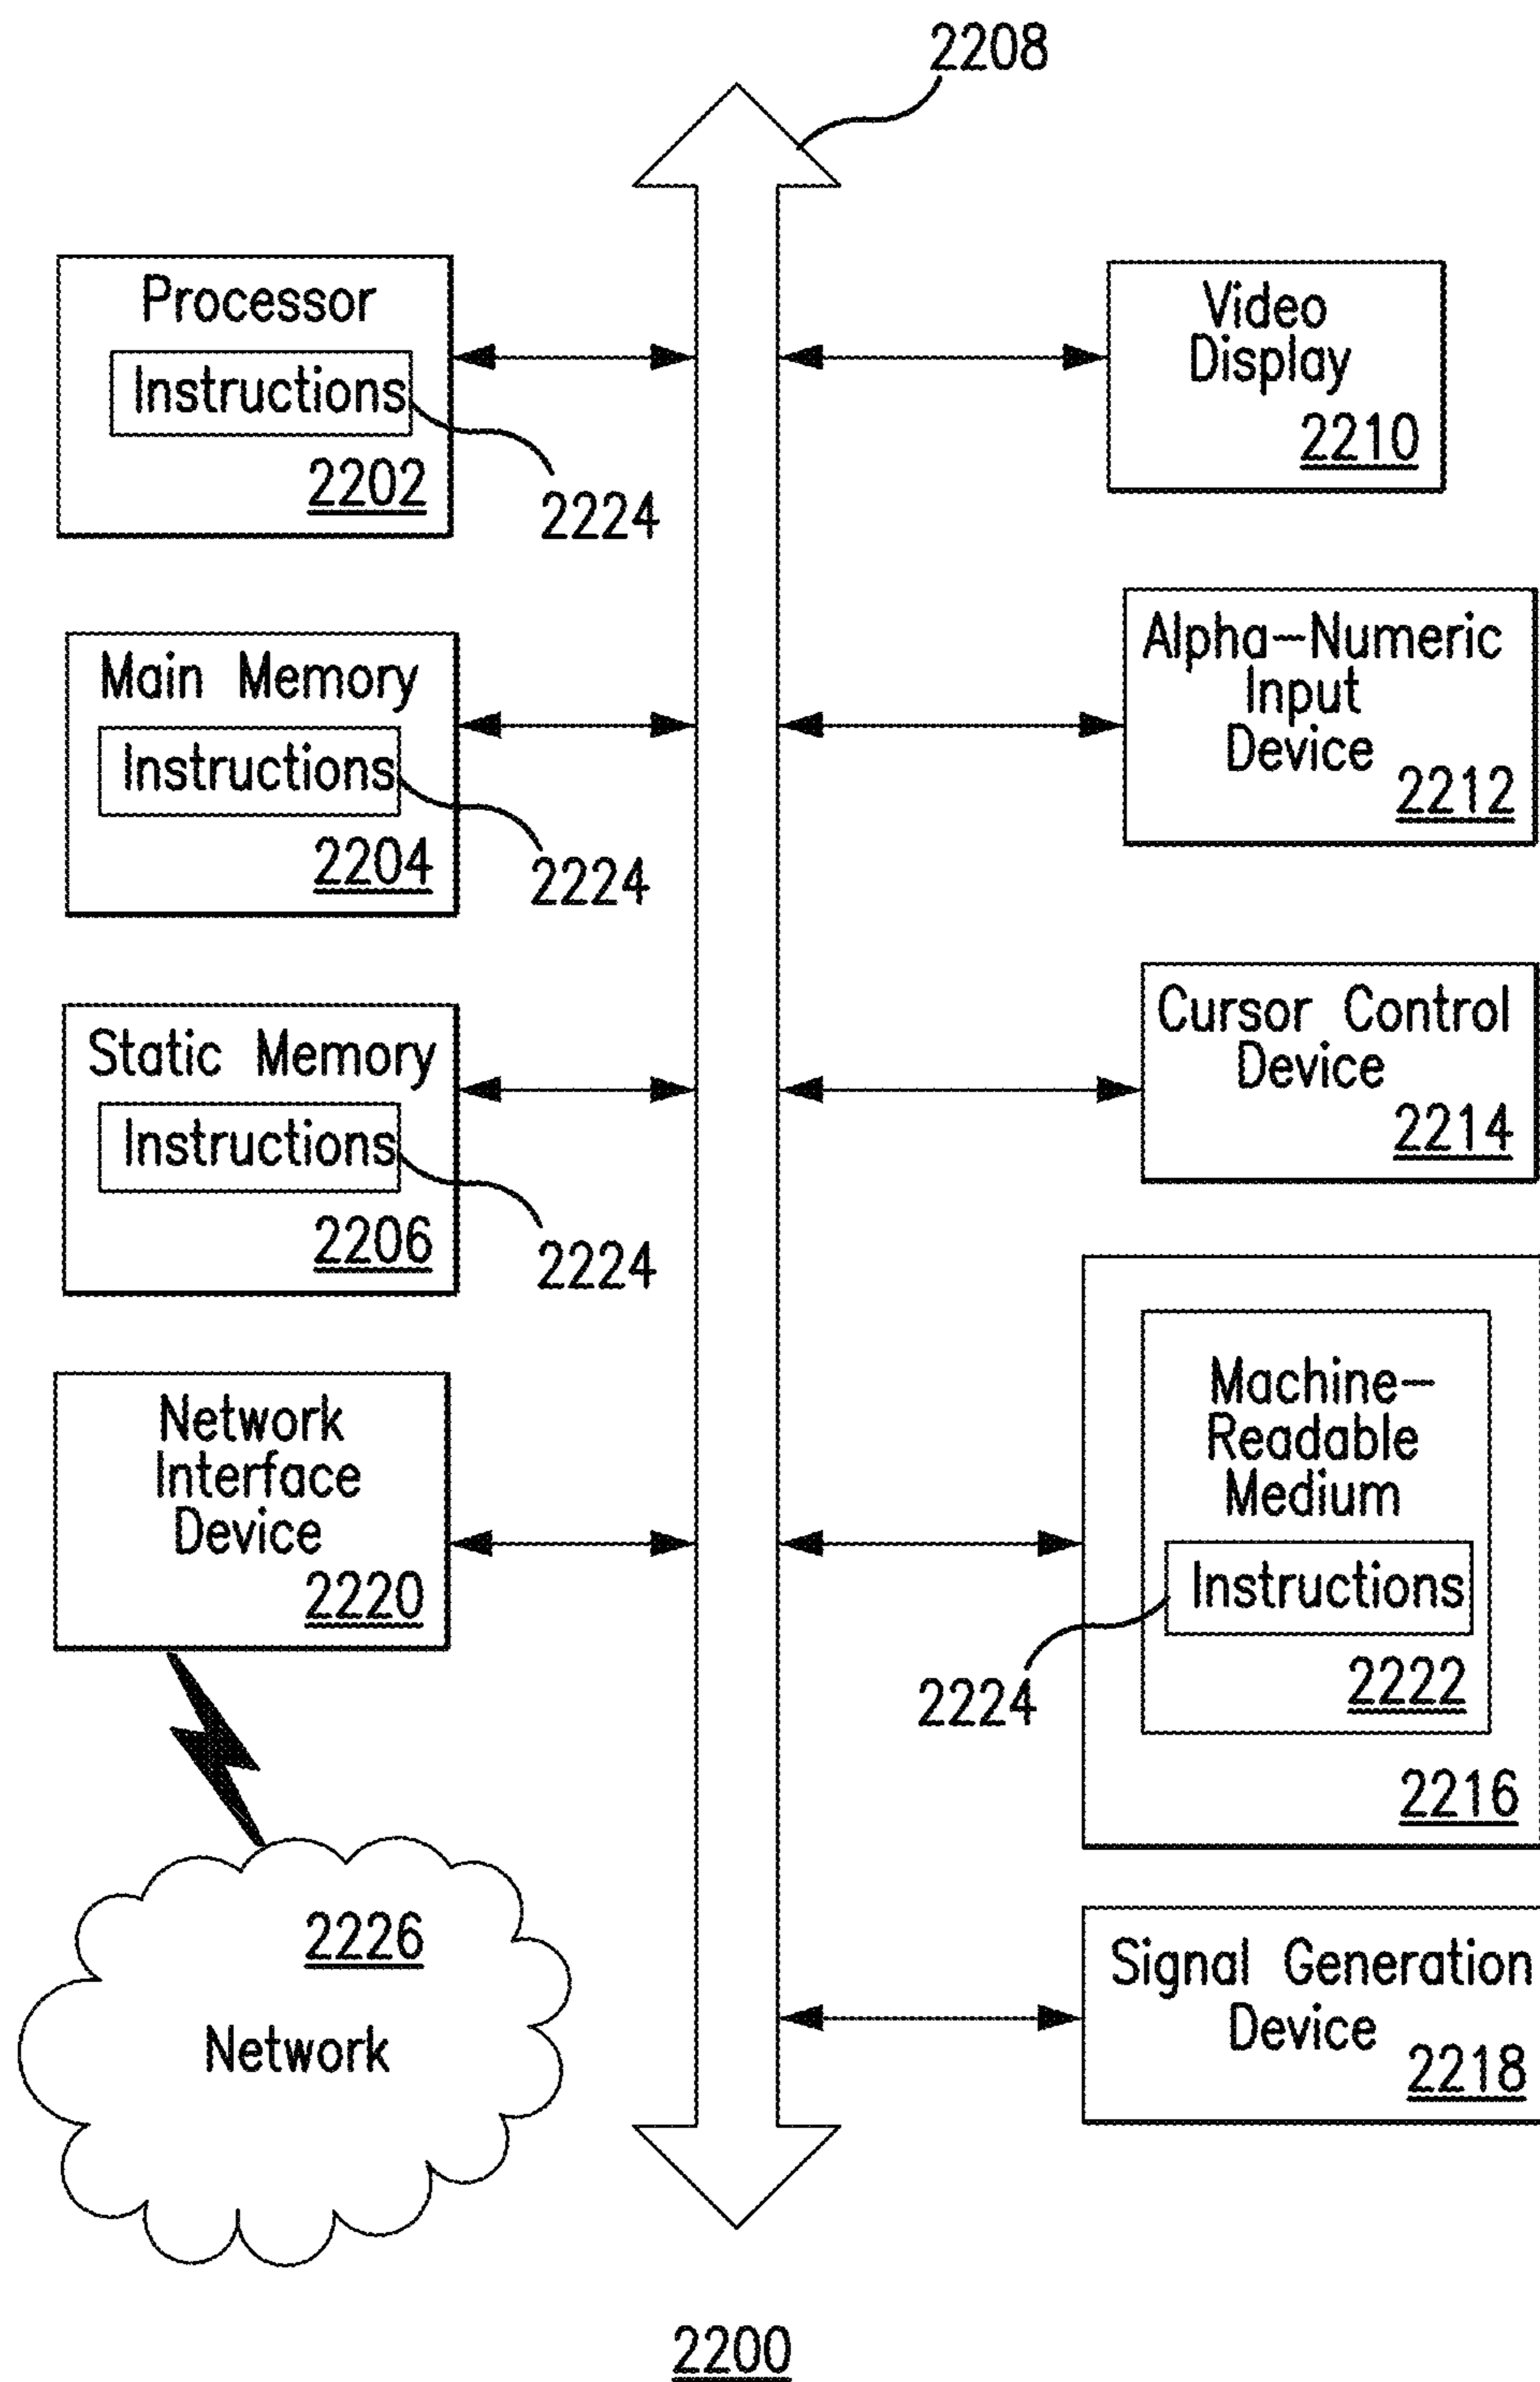 2208
Processor
Instructions
2202
2224
Main Memory
Instructions
2204
2224
Static Memory
Instructions
2206
2224
Network
Interface
Device
2220
2226
Network
Video
Display
2210
Alpha-Numeric
Input
Device
2212
Cursor Control
Device
2214
Machine-
Readable
Medium
Instructions
2224
2222
2216
Signal Generation
Device
2218
2200